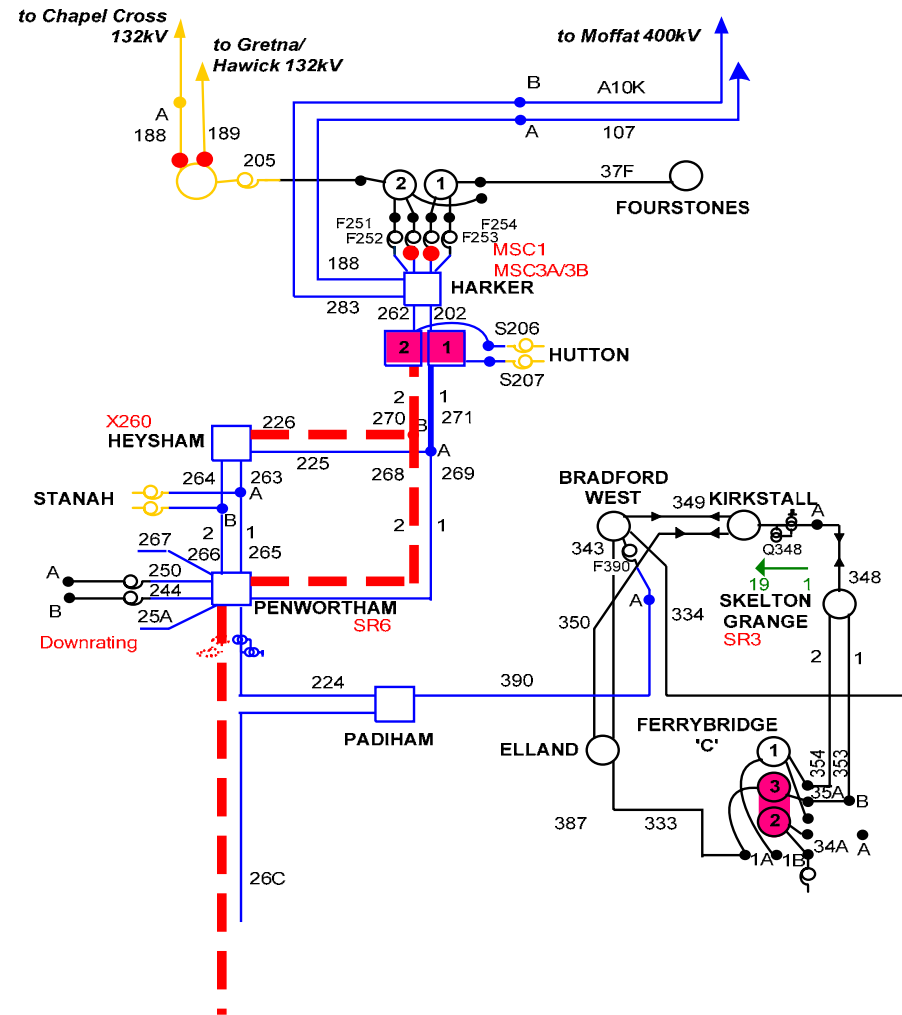 to Chapel Cross
132kV
to Gretna/
Hawick 132kV
to Moffat 400kV
B
A10K
A
188
189
A
107
205
2
1
37F
FOURSTONES
F251
F254
F252
F253
MSC1
MSC3A/3B
188
HARKER
283
262
202
S206
2
1
HUTTON
S207
2
1
X260
226
270
B
271
HEYSHAM
225
A
264
263
268
269
STANAH
A
B
2
1
2
1
267
266
265
A
250
B
244
25A
PENWORTHAM
SR6
Downrating
224
390
PADIHAM
26C
BRADFORD
WEST
349
KIRKSTALL
A
343
F390
Q348
19
1
348
A
350
334
SKELTON
GRANGE
SR3
2
1
ELLAND
FERRYBRIDGE
'C'
1
354
353
3
35A
B
2
387
333
34A
A
1A
1B